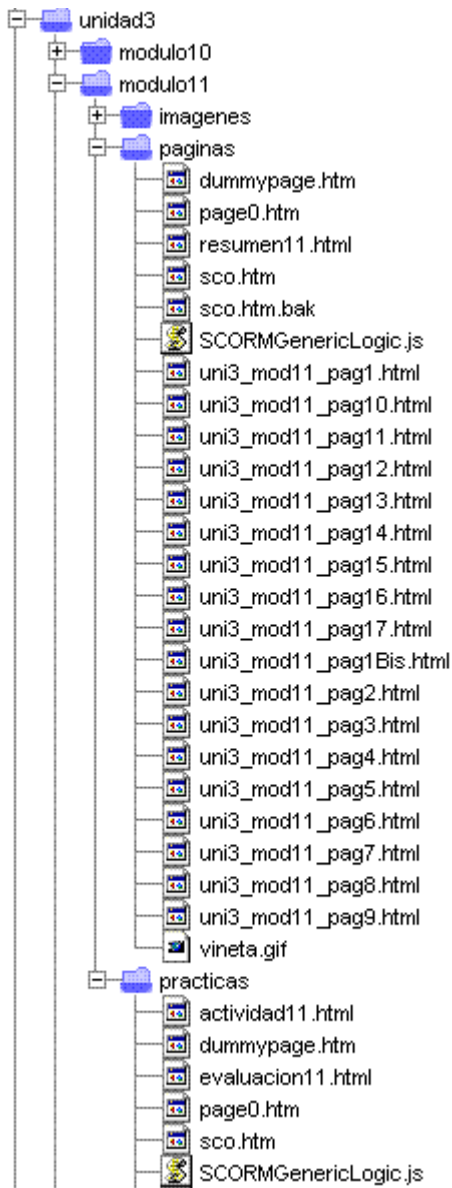 unidad3
modulo10
modulo11
imagenes
paginas
dummypage.htm
page0.htm
resumen11.html
sco.htm
sco.htm.bak
SCORMGenericLogic.js
uni3_mod11_pag1.html
uni3_mod11_pag10.html
uni3_mod11_pag11.html
uni3_mod11_pag12.html
uni3_mod11_pag13.html
uni3_mod11_pag14.html
uni3_mod11_pag15.html
uni3_mod11_pag16.html
uni3_mod11_pag17.html
uni3_mod11_pag1Bis.html
uni3_mod11_pag2.html
uni3_mod11_pag3.html
uni3_mod11_pag4.html
uni3_mod11_pag5.html
uni3_mod11_pag6.html
uni3_mod11_pag7.html
uni3_mod11_pag8.html
uni3_mod11_pag9.html
vineta.gif
practicas
actividad11.html
dummypage.htm
evaluacion11.html
page0.htm
sco.htm
SCORMGenericLogic.js